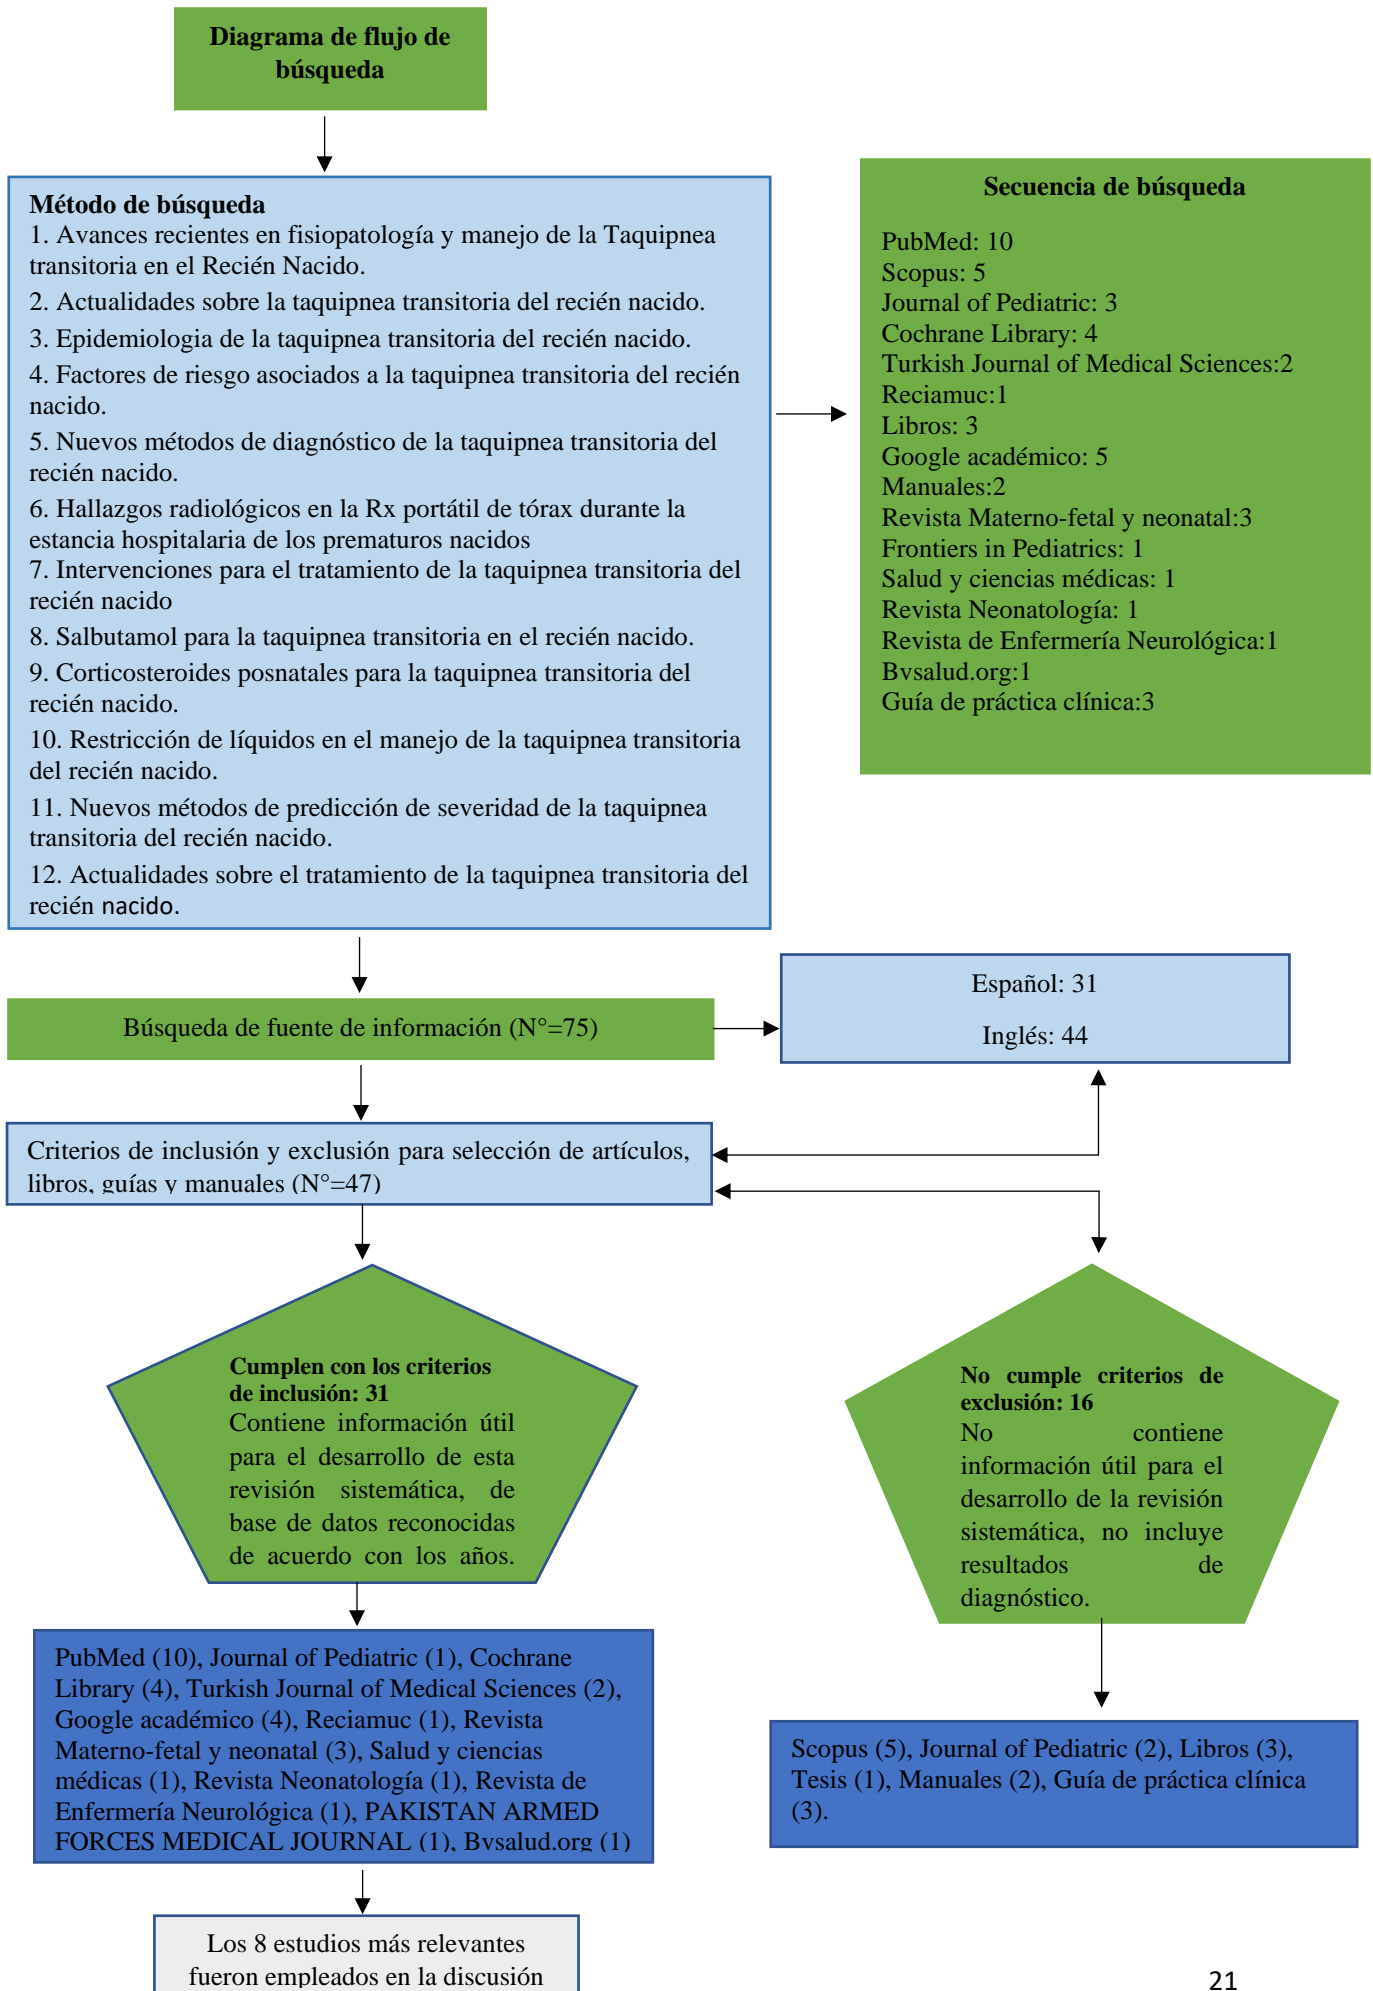 Diagrama de flujo de
búsqueda
Método de búsqueda
1. Avances recientes en fisiopatología y manejo de la Taquipnea
transitoria en el Recién Nacido.
2. Actualidades sobre la taquipnea transitoria del recién nacido.
3. Epidemiologia de la taquipnea transitoria del recién nacido.
4. Factores de riesgo asociados a la taquipnea transitoria del recién
nacido.
5. Nuevos métodos de diagnóstico de la taquipnea transitoria del
recién nacido.
6. Hallazgos radiológicos en la Rx portátil de tórax durante la
estancia hospitalaria de los prematuros nacidos
7. Intervenciones para el tratamiento de la taquipnea transitoria del
recién nacido
8. Salbutamol para la taquipnea transitoria en el recién nacido.
9. Corticosteroides posnatales para la taquipnea transitoria del
recién nacido.
10. Restricción de líquidos en el manejo de la taquipnea transitoria
del recién nacido.
11. Nuevos métodos de predicción de severidad de la taquipnea
transitoria del recién nacido.
12. Actualidades sobre el tratamiento de la taquipnea transitoria del
recién nacido.
Secuencia de búsqueda
PubMed: 10
Scopus: 5
Journal of Pediatric: 3
Cochrane Library: 4
Turkish Journal of Medical Sciences:2
Reciamuc:1
Libros: 3
Google académico: 5
Manuales:2
Revista Materno-fetal y neonatal:3
Frontiers in Pediatrics: 1
Salud y ciencias médicas: 1
Revista Neonatología: 1
Revista de Enfermería Neurológica:1
Bvsalud.org:1
Guía de práctica clínica:3
Búsqueda de fuente de información (N°=75)
Español: 31
Inglés: 44
Criterios de inclusión y exclusión para selección de artículos,
libros, guías y manuales (N°=47)
Cumplen con los criterios
de inclusión: 31
Contiene información útil
para el desarrollo de esta
revisión sistemática, de
base de datos reconocidas
de acuerdo con los años.
No cumple criterios de
exclusión: 16
No contiene
información útil para el
desarrollo de la revisión
sistemática, no incluye
resultados de
diagnóstico.
PubMed (10), Journal of Pediatric (1), Cochrane
Library (4), Turkish Journal of Medical Sciences (2),
Google académico (4), Reciamuc (1), Revista
Materno-fetal y neonatal (3), Salud y ciencias
médicas (1), Revista Neonatología (1), Revista de
Enfermería Neurológica (1), PAKISTAN ARMED
FORCES MEDICAL JOURNAL (1), Bvsalud.org (1)
Scopus (5), Journal of Pediatric (2), Libros (3),
Tesis (1), Manuales (2), Guía de práctica clínica
(3).
Los 8 estudios más relevantes
fueron empleados en la discusión
21